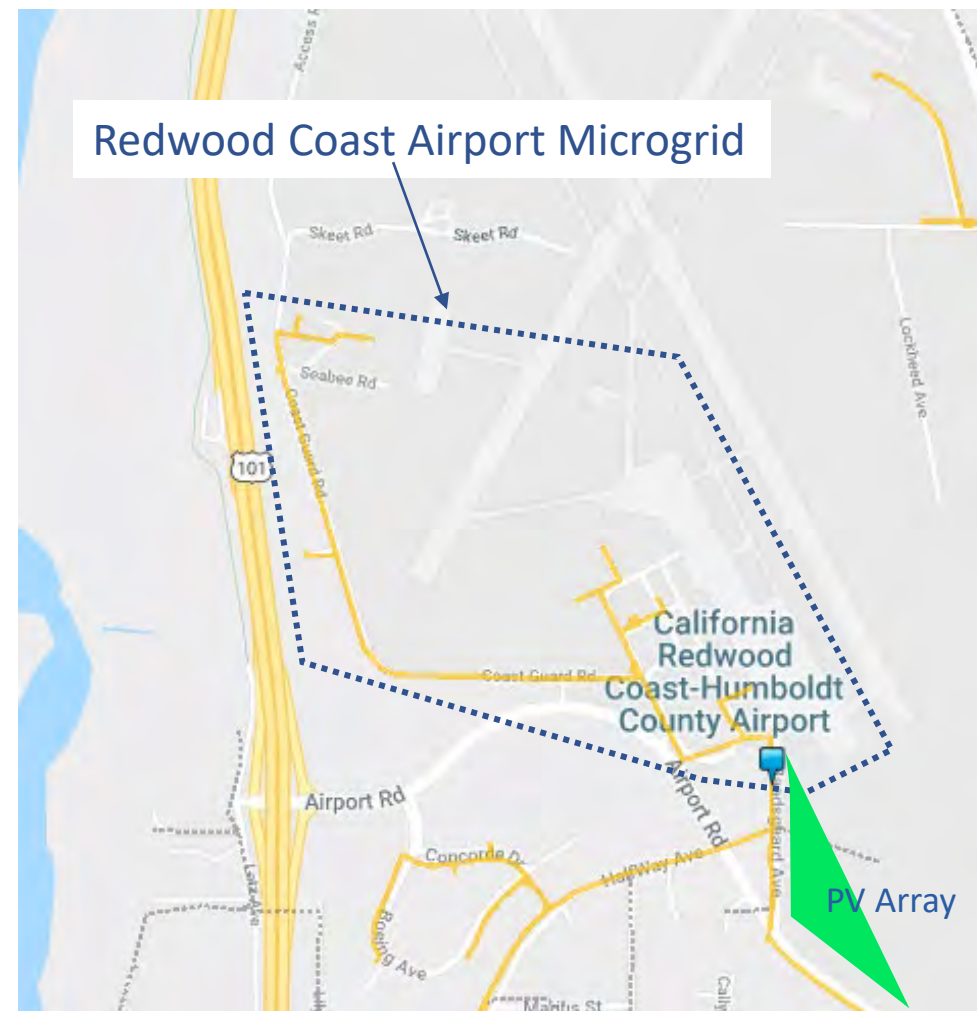 Access R
Redwood Coast Airport Microgrid
Skeet Rd
Skeet Rd
Lockheed Ave
Seabee Rd
Coast Guard Rd
101
California
Redwood
Coast-Humboldt
County Airport
Coast Guard Rd
Airport Rd
Airport Rd
Concorde Dr
Halfway Ave
Boeing Ave
PV Array